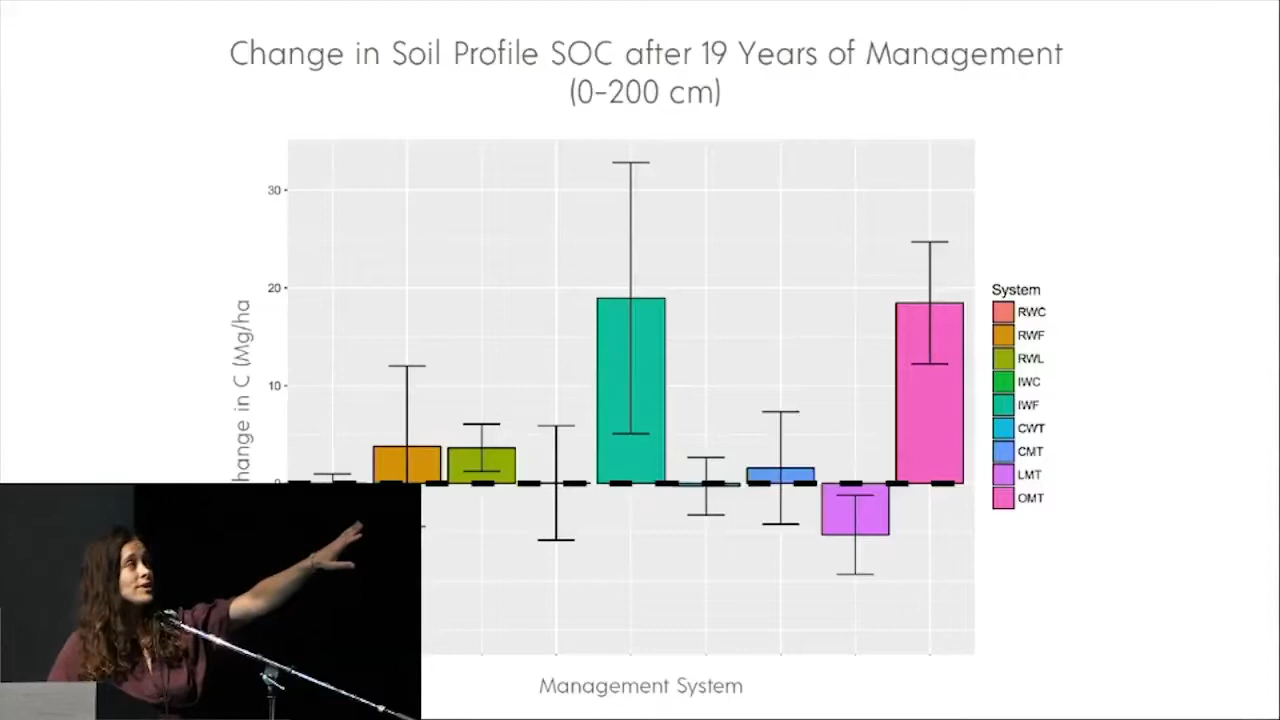 Change in Soil Profile SOC after 19 Years of Management
(0-200 cm)
hange in C (Mg/ha
30
20
10
System
RWC
RWF
RWL
IWC
IWF
CWT
CMT
LMT
OMT
Management System